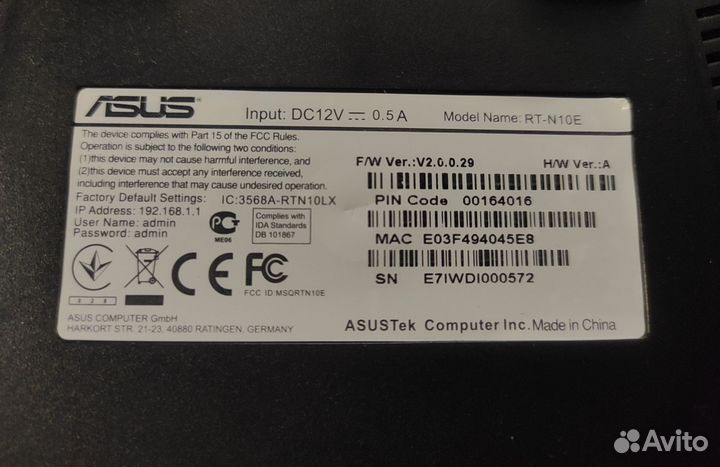 ASUS
Input: DC12V 0.5A
Model Name: RT-N10E
The device complies with Part 15 of the FCC Rules.
Operation is subject to the following two conditions:
(1)this device may not cause harmful interference, and
(2)this device must accept any interference received,
including interference that may cause undesired operation.
Factory Default Settings: IC:3568A-RTN10LX
IP Address: 192.168.1.1
User Name: admin
Password: admin
ME06
Complies with
IDA Standards
DB 101867
028
CE
FC
FCC ID:MSQRTN10E
ASUS COMPUTER GmbH
HARKORT STR. 21-23, 40880 RATINGEN, GERMANY
F/W Ver.:V2.0.0.29 H/W Ver.:A
PIN Code 00164016
MAC E03F494045E8
SN E7IWDI000572
ASUSTek Computer Inc. Made in China
Avito